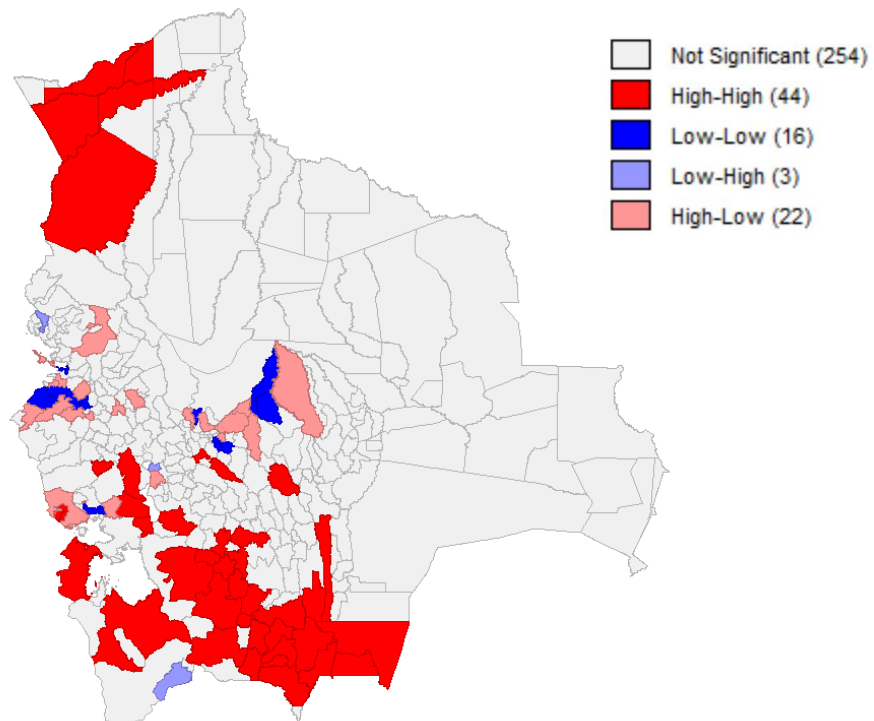 Not Significant (254)
High-High (44)
Low-Low (16)
Low-High (3)
High-Low (22)